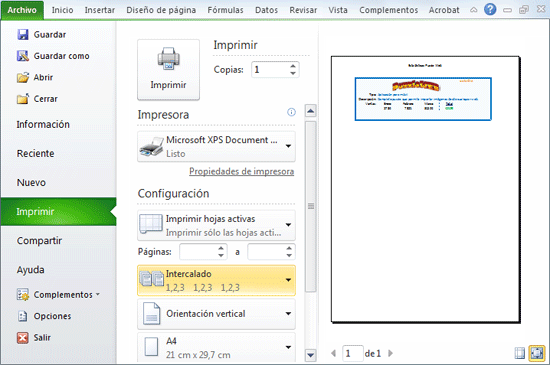 Archivo Inicio Insertar Diseño de página Fórmulas Datos Revisar Vista Complementos Acrobat
Guardar
Guardar como
Abrir
Cerrar
Información
Reciente
Nuevo
Imprimir
Compartir
Ayuda
Complementos
Opciones
Salir
Imprimir
Imprimir
Copias: 1
Impresora
Microsoft XPS Document ...
Listo
Propiedades de impresora
Configuración
Imprimir hojas activas
Imprimir sólo las hojas acti...
Páginas: a
Intercalado
1,2,3 1,2,3 1,2,3
Orientación vertical
A4
21 cm x 29,7 cm
1 de 1